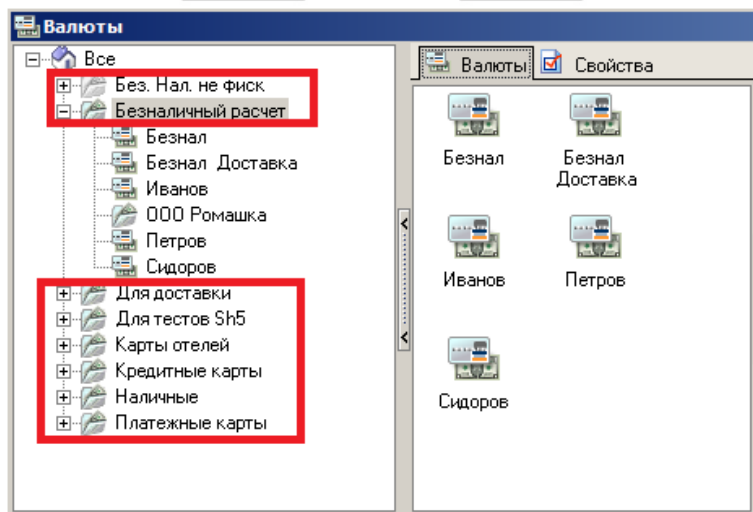 Валюты
Все
Без. Нал. не фиск
Безналичный расчет
Безнал
Безнал Доставка
Иванов
ООО Ромашка
Петров
Сидоров
Для доставки
Для тестов Sh5
Карты отелей
Кредитные карты
Наличные
Платежные карты
Валюты Свойства
Безнал Безнал
Доставка
Иванов Петров
Сидоров